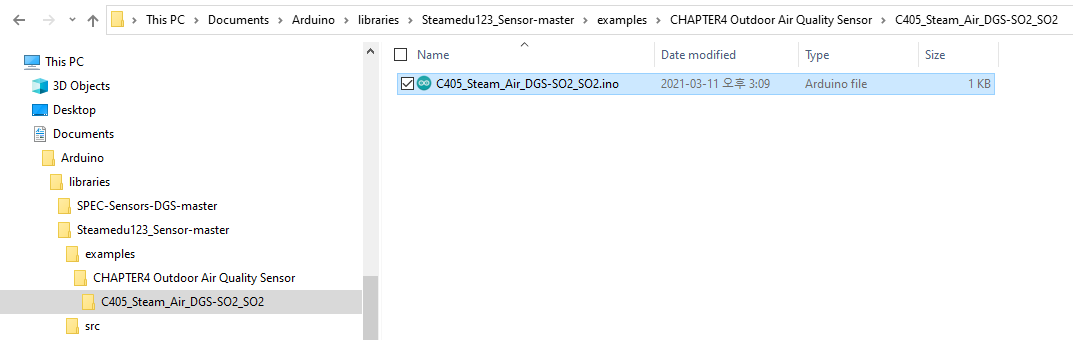 This PC > Documents > Arduino > libraries > Steamedu123_Sensor-master > examples > CHAPTER4 Outdoor Air Quality Sensor > C405_Steam_Air_DGS-SO2_SO2
Name Date modified Type Size
C405_Steam_Air_DGS-SO2_SO2.ino 2021-03-11 오후 3:09 Arduino file 1 KB
This PC
3D Objects
Desktop
Documents
Arduino
libraries
SPEC-Sensors-DGS-master
Steamedu123_Sensor-master
examples
CHAPTER4 Outdoor Air Quality Sensor
C405_Steam_Air_DGS-SO2_SO2
src